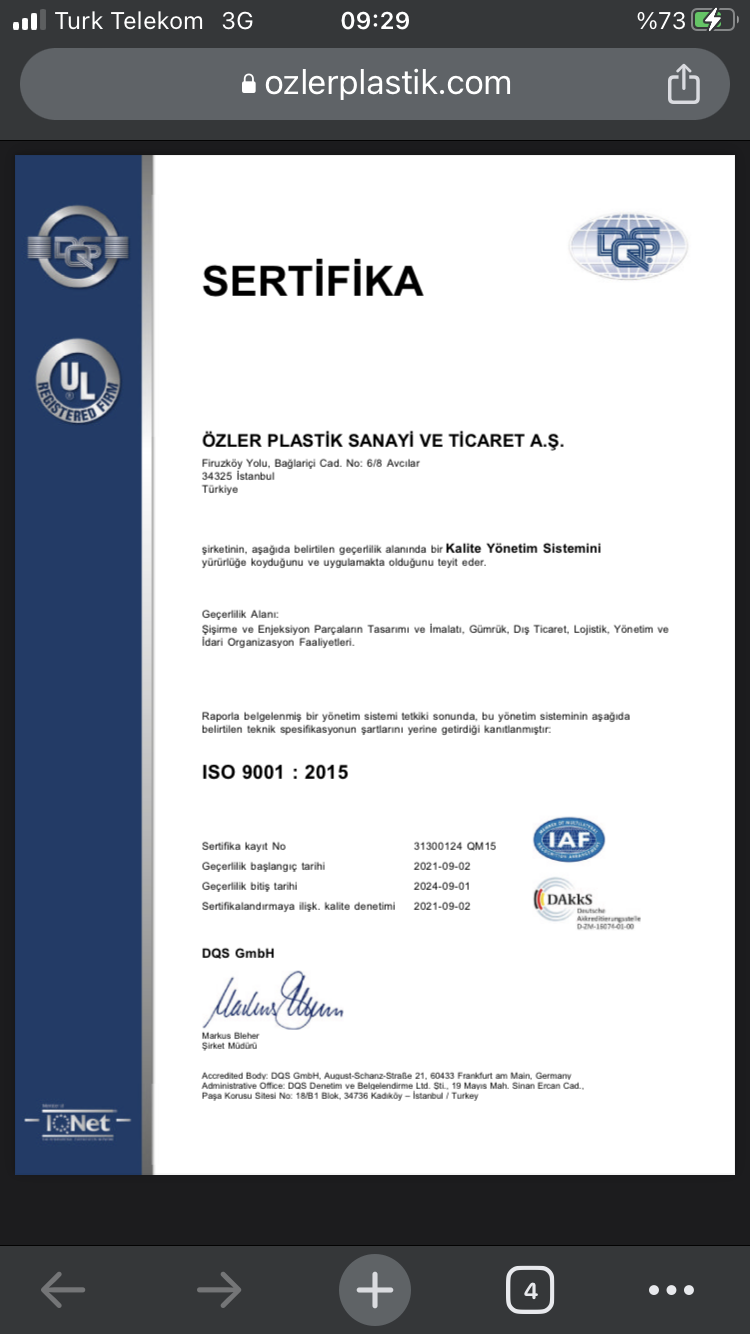 Turk Telekom 3G 09:29 %73
ozlerplastik.com
DQS
DQS
SERTİFİKA
UL
®
REGISTERED FIRM
ÖZLER PLASTİK SANAYİ VE TİCARET A.Ş.
Firuzköy Yolu, Bağlariçi Cad. No: 6/8 Avcılar
34325 İstanbul
Türkiye
şirketinin, aşağıda belirtilen geçerlilik alanında bir Kalite Yönetim Sistemini
yürürlüğe koyduğunu ve uygulamakta olduğunu teyit eder.
Geçerlilik Alanı:
Şişirme ve Enjeksiyon Parçaların Tasarımı ve İmalatı, Gümrük, Dış Ticaret, Lojistik, Yönetim ve
İdari Organizasyon Faaliyetleri.
Raporla belgelenmiş bir yönetim sistemi tetkiki sonunda, bu yönetim sisteminin aşağıda
belirtilen teknik spesifikasyonun şartlarını yerine getirdiği kanıtlanmıştır:
ISO 9001 : 2015
Sertifika kayıt No 31300124 QM15
Geçerlilik başlangıç tarihi 2021-09-02
Geçerlilik bitiş tarihi 2024-09-01
Sertifikalandırmaya ilişk. kalite denetimi 2021-09-02
IAF
DAkkS
Deutsche
Akkreditierungsstelle
D-ZM-16074-01-00
DQS GmbH
Markus Bleher
Şirket Müdürü
Accredited Body: DQS GmbH, August-Schanz-Straße 21, 60433 Frankfurt am Main, Germany
Administrative Office: DQS Denetim ve Belgelendirme Ltd. Şti., 19 Mayıs Mah. Sinan Ercan Cad.,
Paşa Korusu Sitesi No: 18/B1 Blok, 34736 Kadıköy – İstanbul / Turkey
IQNet
4